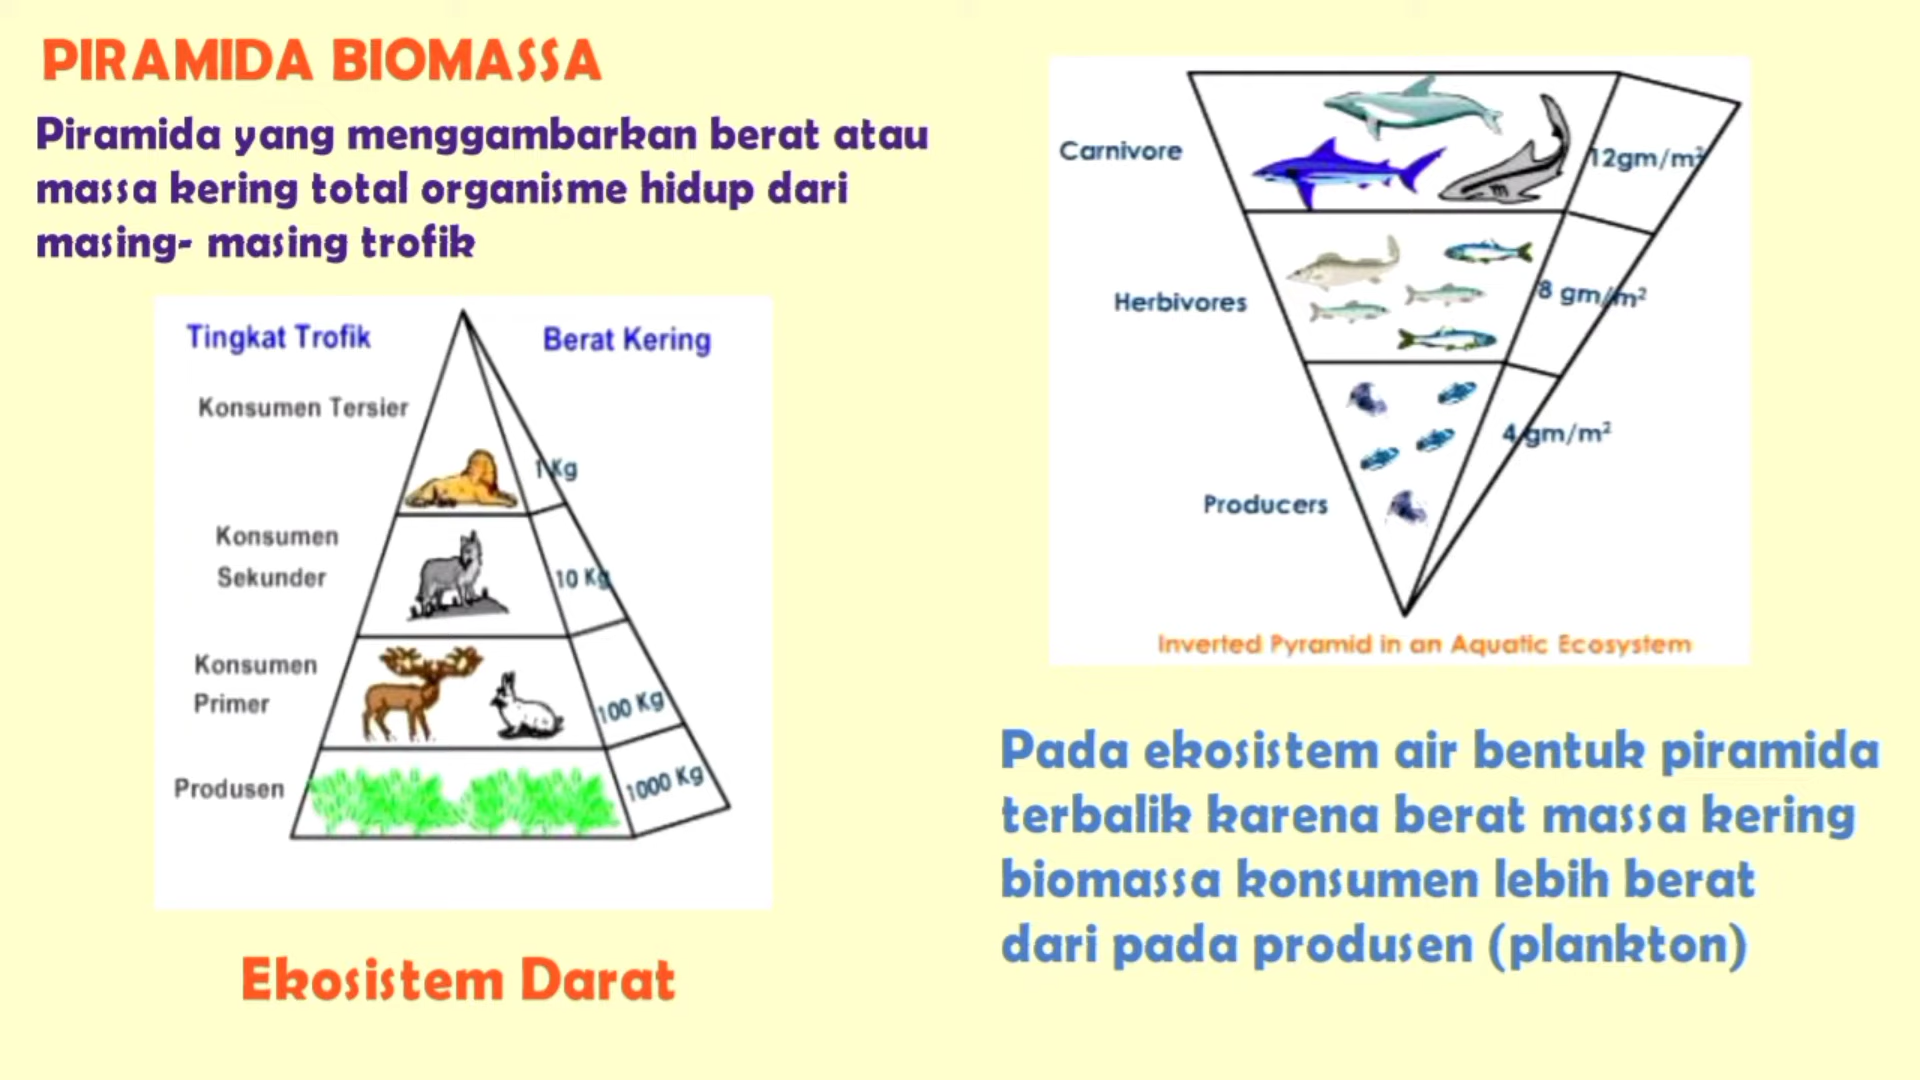 PIRAMIDA BIOMASSA
Piramida yang menggambarkan berat atau
massa kering total organisme hidup dari
masing- masing trofik
Tingkat Trofik
Berat Kering
Konsumen Tersier
1 Kg
Konsumen
Sekunder
10 Kg
Konsumen
Primer
100 Kg
Produsen
1000 Kg
Ekosistem Darat
Carnivore
12gm/m²
Herbivores
8 gm/m²
4 gm/m²
Producers
Inverted Pyramid in an Aquatic Ecosystem
Pada ekosistem air bentuk piramida
terbalik karena berat massa kering
biomassa konsumen lebih berat
dari pada produsen (plankton)